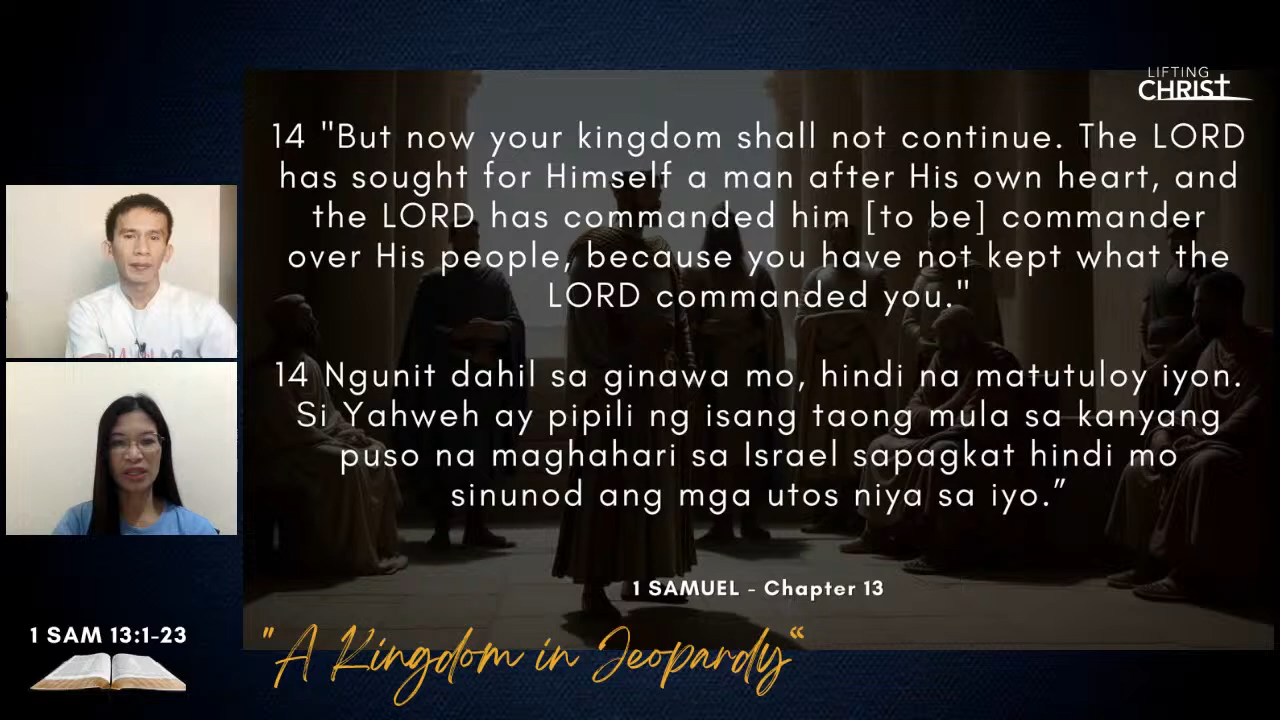 LIFTING
CHRIST
14 "But now your kingdom shall not continue. The LORD
has sought for Himself a man after His own heart, and
the LORD has commanded him [to be] commander
over His people, because you have not kept what the
LORD commanded you."
14 Ngunit dahil sa ginawa mo, hindi na matutuloy iyon.
Si Yahweh ay pipili ng isang taong mula sa kanyang
puso na maghahari sa Israel sapagkat hindi mo
sinunod ang mga utos niya sa iyo.”
1 SAMUEL - Chapter 13
1 SAM 13:1-23
"A Kingdom in Jeopardy“